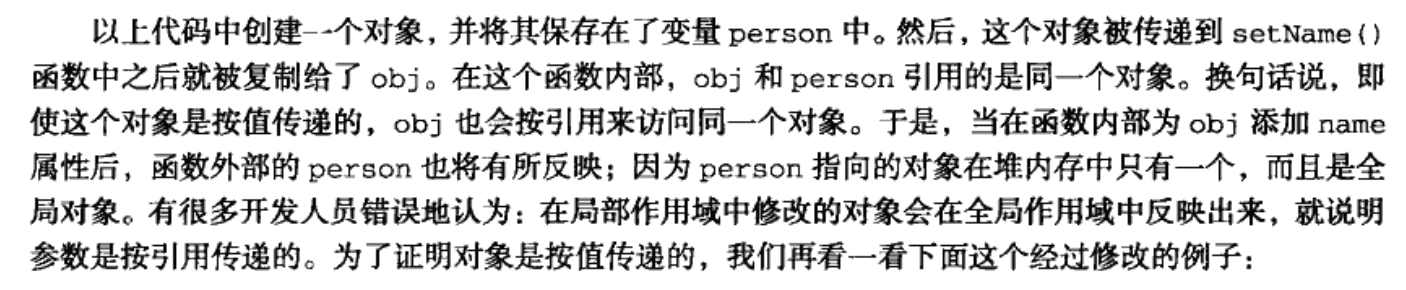 以上代码中创建一个对象，并将其保存在了变量 person 中。然后，这个对象被传递到 setName()
函数中之后就被复制给了 obj。在这个函数内部，obj 和 person 引用的是同一个对象。换句话说，即
使这个对象是按值传递的，obj 也会按引用来访问同一个对象。于是，当在函数内部为 obj 添加 name
属性后，函数外部的 person 也将有所反映；因为 person 指向的对象在堆内存中只有一个，而且是全
局对象。有很多开发人员错误地认为：在局部作用域中修改的对象会在全局作用域中反映出来，就说明
参数是按引用传递的。为了证明对象是按值传递的，我们再看一看下面这个经过修改的例子：